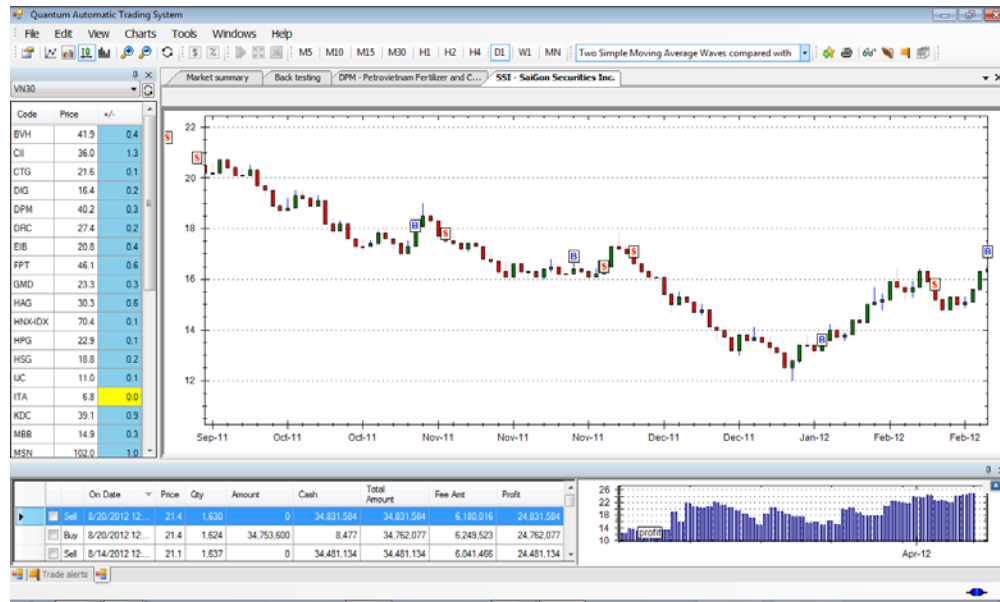 Quantum Automatic Trading System
File Edit View Charts Tools Windows Help
M5 M10 M15 M30 H1 H2 H4 D1 W1 MN Two Simple Moving Average Waves compared with
Market summary Back testing DPM - Petrovietnam Fertilizer and C... SSI - SaiGon Securities Inc.
VN30
Code Price +/-
BVH 41.9 0.4
CII 36.0 1.3
CTG 21.6 0.1
DIG 16.4 0.2
DPM 40.2 0.3
DRC 27.4 0.2
EIB 20.8 0.4
FPT 46.1 0.6
GMD 23.3 0.3
HAG 30.3 0.6
HNX-IDX 70.4 0.1
HPG 22.9 0.1
HSG 18.8 0.2
IJC 11.0 0.1
ITA 6.8 0.0
KDC 39.1 0.9
MBB 14.9 0.3
MSN 102.0 1.0
22
20
18
16
14
12
S S B S B S S B S B
Sep-11 Oct-11 Oct-11 Nov-11 Nov-11 Nov-11 Dec-11 Dec-11 Jan-12 Feb-12 Feb-12
On Date Price Qty Amount Cash Total Amount Fee Amt Profit
Sell 8/20/2012 12:... 21.4 1,630 0 34,831,584 34,831,584 6,180,016 24,831,584
Buy 8/20/2012 12:... 21.4 1,624 34,753,600 8,477 34,762,077 6,249,523 24,762,077
Sell 8/14/2012 12:... 21.1 1,637 0 34,481,134 34,481,134 6,041,466 24,481,134
26
22
18
14
10
profit
Apr-12
Trade alerts